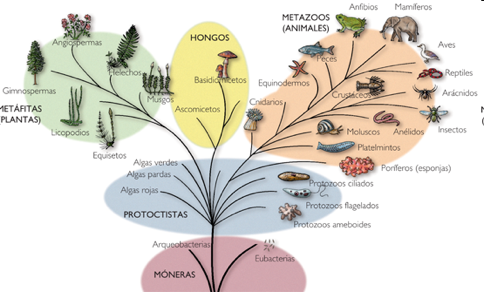 Anfibios
Mamíferos
METAZOOS
(ANIMALES)
Angiospermas
HONGOS
Peces
Aves
Helechos
Basidiomicetos
Equinodermos
Reptiles
Gimnospermas
Musgos
Crustáceos
Arácnidos
METÁFITAS
(PLANTAS)
Ascomicetos
Cnidarios
Licopodios
Moluscos
Anélidos
Insectos
Equisetos
Platelmintos
Algas verdes
Poríferos (esponjas)
Algas pardas
Algas rojas
Protozoos ciliados
Protozoos flagelados
PROTOCTISTAS
Protozoos ameboides
Arqueobacterias
Eubacterias
MÓNERAS